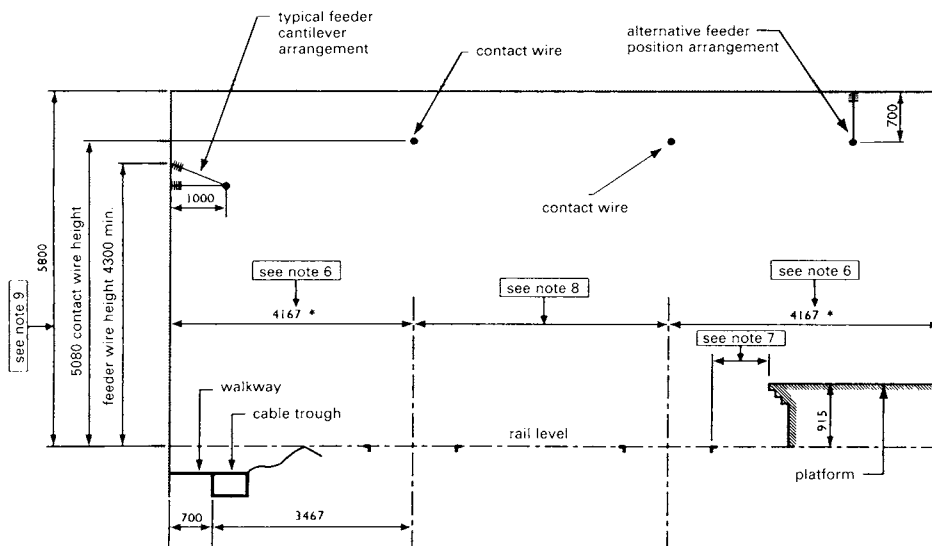 typical feeder
cantilever
arrangement
contact wire
alternative feeder
position arrangement
700
1000
contact wire
see note 9
5800
5080 contact wire height
feeder wire height 4300 min.
see note 6
see note 8
see note 6
4167 *
4167 *
see note 7
walkway
cable trough
rail level
915
platform
700
3467